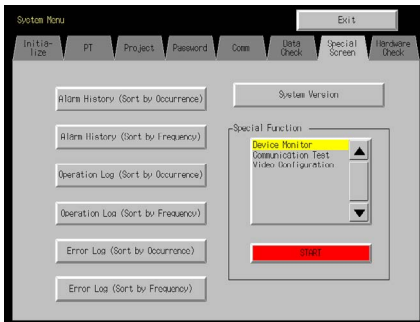 System Menu
Exit
Initia-
lize
PT
Project
Password
Comm
Data
Check
Special
Screen
Hardware
Check
Alarm History (Sort by Occurrence)
System Version
Alarm History (Sort by Frequency)
Special Function
Device Monitor
Communication Test
Video Configuration
Operation Log (Sort by Occurrence)
Operation Log (Sort by Frequency)
Error Log (Sort by Occurrence)
START
Error Log (Sort by Frequency)